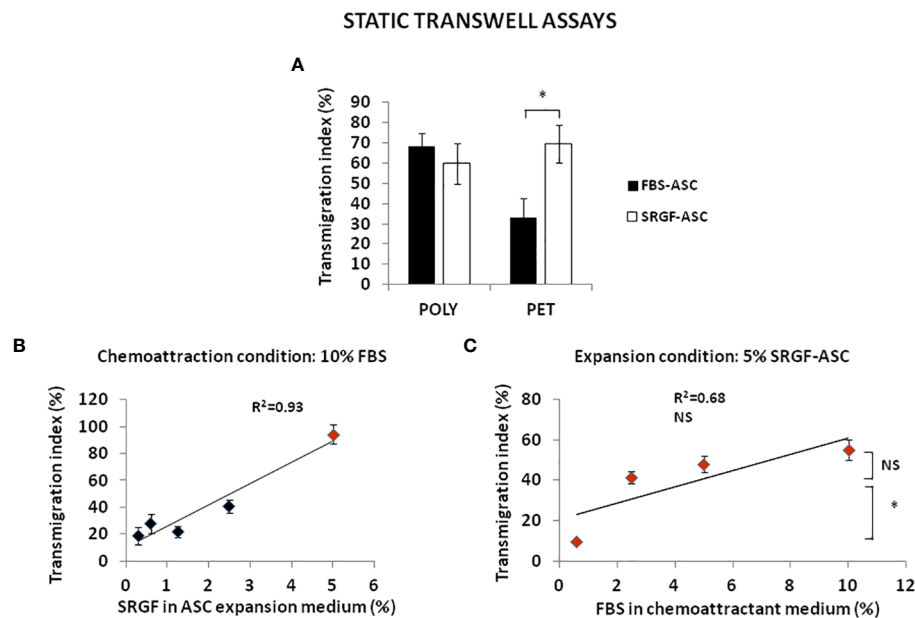 STATIC TRANSWELL ASSAYS
A
Transmigration index (%)
90
80
70
60
50
40
30
20
10
0
*
POLY PET
FBS-ASC
SRGF-ASC
B
Chemoattraction condition: 10% FBS
Transmigration index (%)
120
100
80
60
40
20
0
R²=0.93
0 1 2 3 4 5 6
SRGF in ASC expansion medium (%)
C
Expansion condition: 5% SRGF-ASC
Transmigration index (%)
80
60
40
20
0
R²=0.68
NS
NS
*
0 2 4 6 8 10 12
FBS in chemoattractant medium (%)